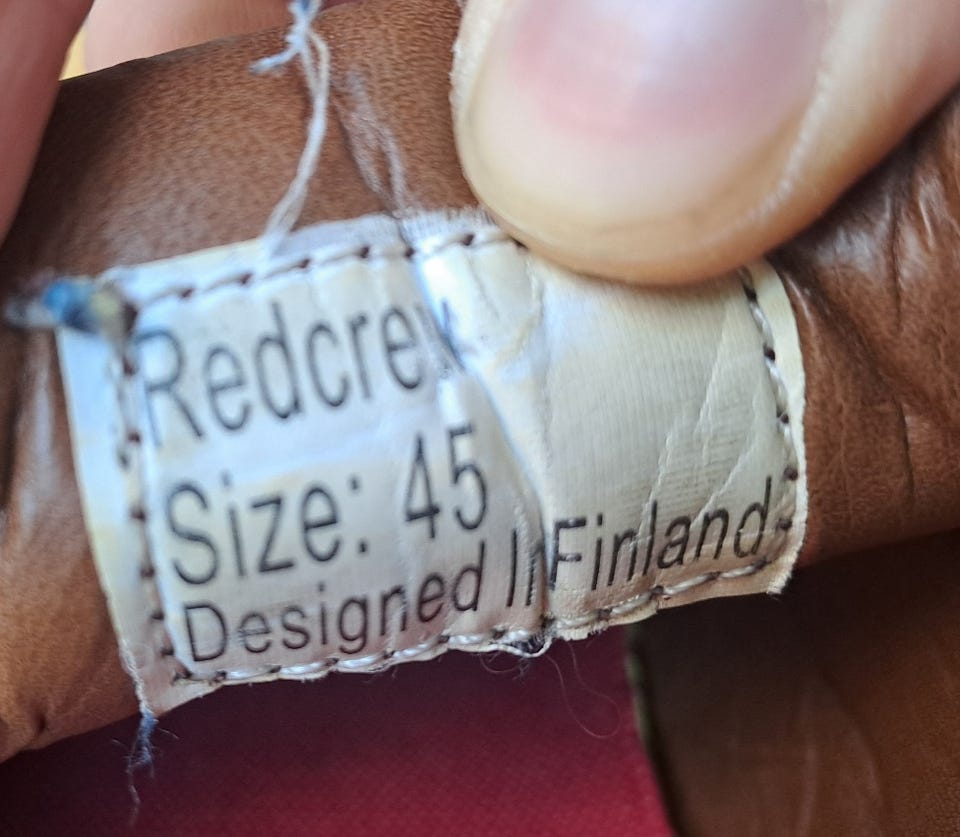 Redcrew
Size: 45
Designed In Finland